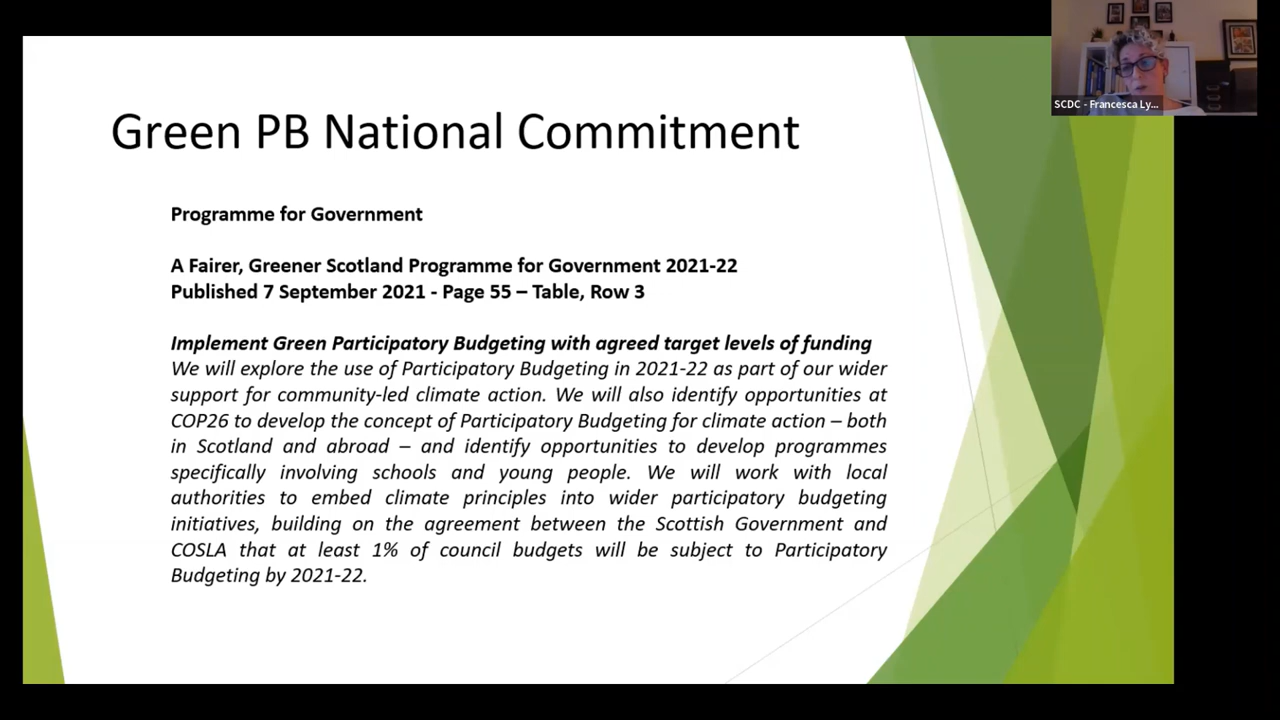 SCDC - Francesca Ly...
Green PB National Commitment
Programme for Government
A Fairer, Greener Scotland Programme for Government 2021-22
Published 7 September 2021 - Page 55 – Table, Row 3
Implement Green Participatory Budgeting with agreed target levels of funding
We will explore the use of Participatory Budgeting in 2021-22 as part of our wider
support for community-led climate action. We will also identify opportunities at
COP26 to develop the concept of Participatory Budgeting for climate action – both
in Scotland and abroad – and identify opportunities to develop programmes
specifically involving schools and young people. We will work with local
authorities to embed climate principles into wider participatory budgeting
initiatives, building on the agreement between the Scottish Government and
COSLA that at least 1% of council budgets will be subject to Participatory
Budgeting by 2021-22.